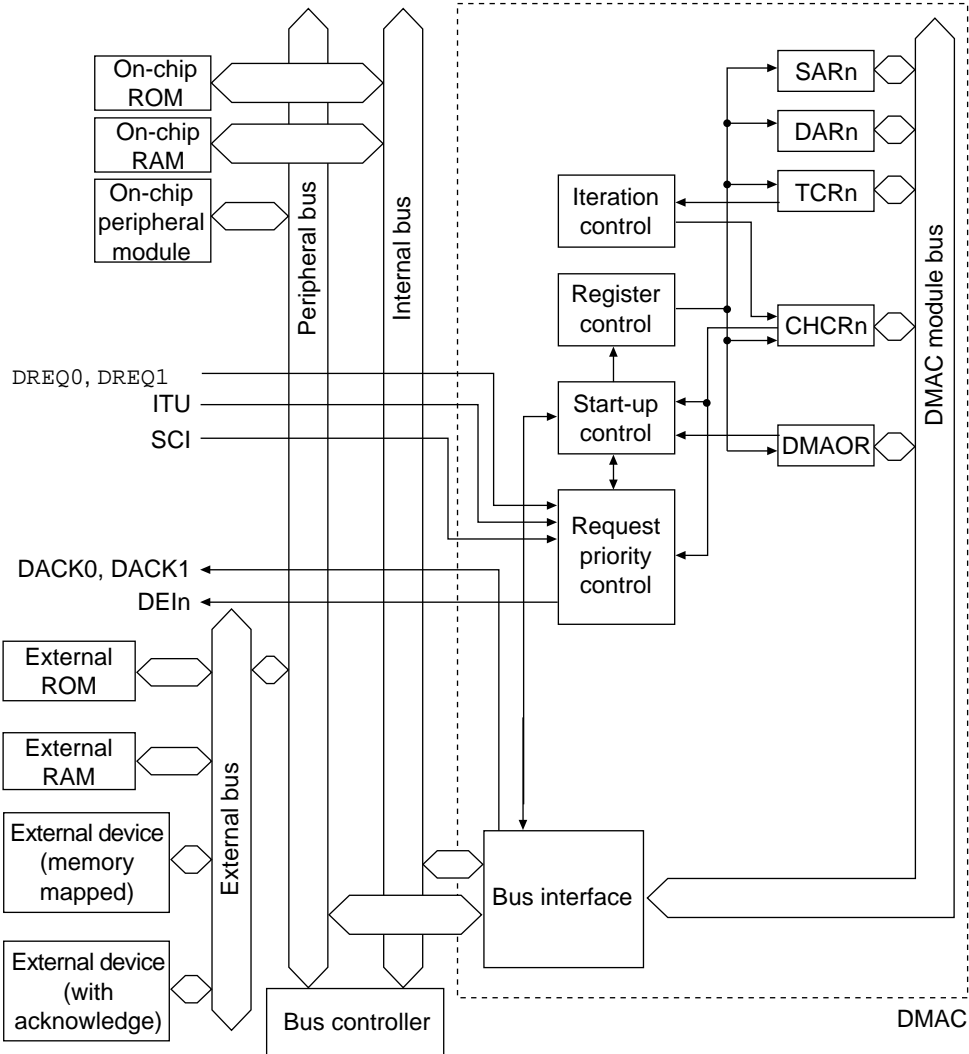 On-chip
ROM
On-chip
RAM
On-chip
peripheral
module
Peripheral bus
Internal bus
SARn
DARn
TCRn
Iteration
control
Register
control
CHCRn
DMAC module bus
DREQ0, DREQ1
ITU
SCI
Start-up
control
DMAOR
Request
priority
control
DACK0, DACK1
DEIn
External
ROM
External
RAM
External bus
External device
(memory
mapped)
External device
(with
acknowledge)
Bus interface
Bus controller
DMAC